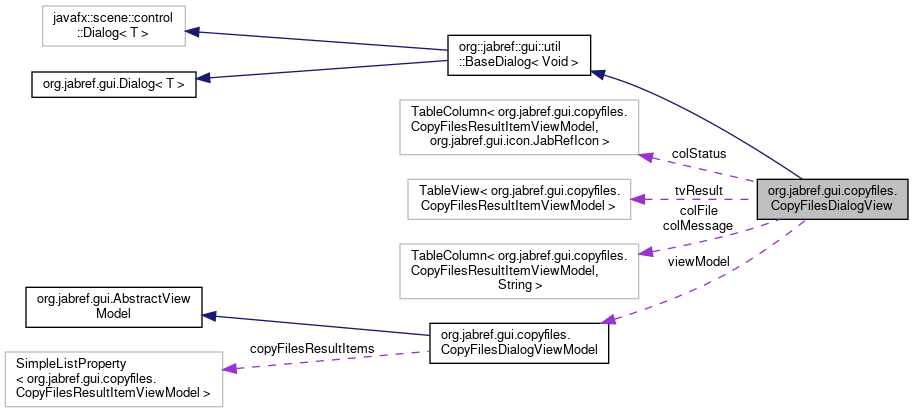 javafx::scene::control
::Dialog< T >
org::jabref::gui::util
::BaseDialog< Void >
org.jabref.gui.Dialog< T >
TableColumn< org.jabref.gui.copyfiles.
CopyFilesResultItemViewModel,
org.jabref.gui.icon.JabRefIcon >
colStatus
TableView< org.jabref.gui.copyfiles.
CopyFilesResultItemViewModel >
tvResult
org.jabref.gui.copyfiles.
CopyFilesDialogView
colFile
colMessage
TableColumn< org.jabref.gui.copyfiles.
CopyFilesResultItemViewModel,
String >
viewModel
org.jabref.gui.AbstractView
Model
org.jabref.gui.copyfiles.
CopyFilesDialogViewModel
copyFilesResultItems
SimpleListProperty
< org.jabref.gui.copyfiles.
CopyFilesResultItemViewModel >